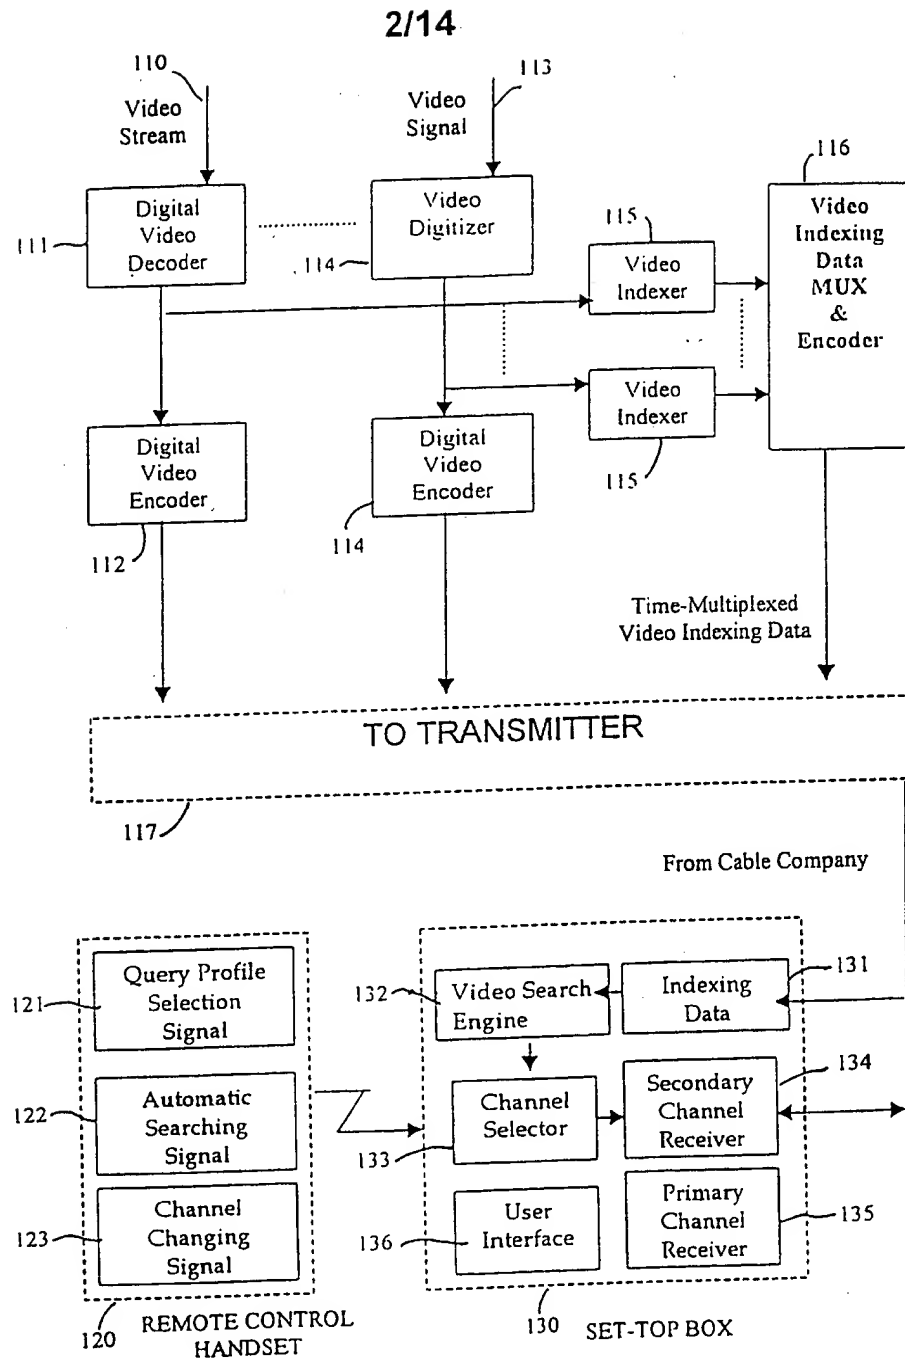 2/14
110
113
Video
Stream
Video
Signal
116
Digital
Video
Decoder
111
Video
Digitizer
114
115
Video
Indexer
Video
Indexing
Data
MUX
&
Encoder
Video
Indexer
115
Digital
Video
Encoder
112
Digital
Video
Encoder
114
Time-Multiplexed
Video Indexing Data
TO TRANSMITTER
117
From Cable Company
Query Profile
Selection
Signal
121
Automatic
Searching
Signal
122
Channel
Changing
Signal
123
120
REMOTE CONTROL
HANDSET
132
Video Search
Engine
Indexing
Data
131
Channel
Selector
133
Secondary
Channel
Receiver
134
136
User
Interface
Primary
Channel
Receiver
135
130
SET-TOP BOX